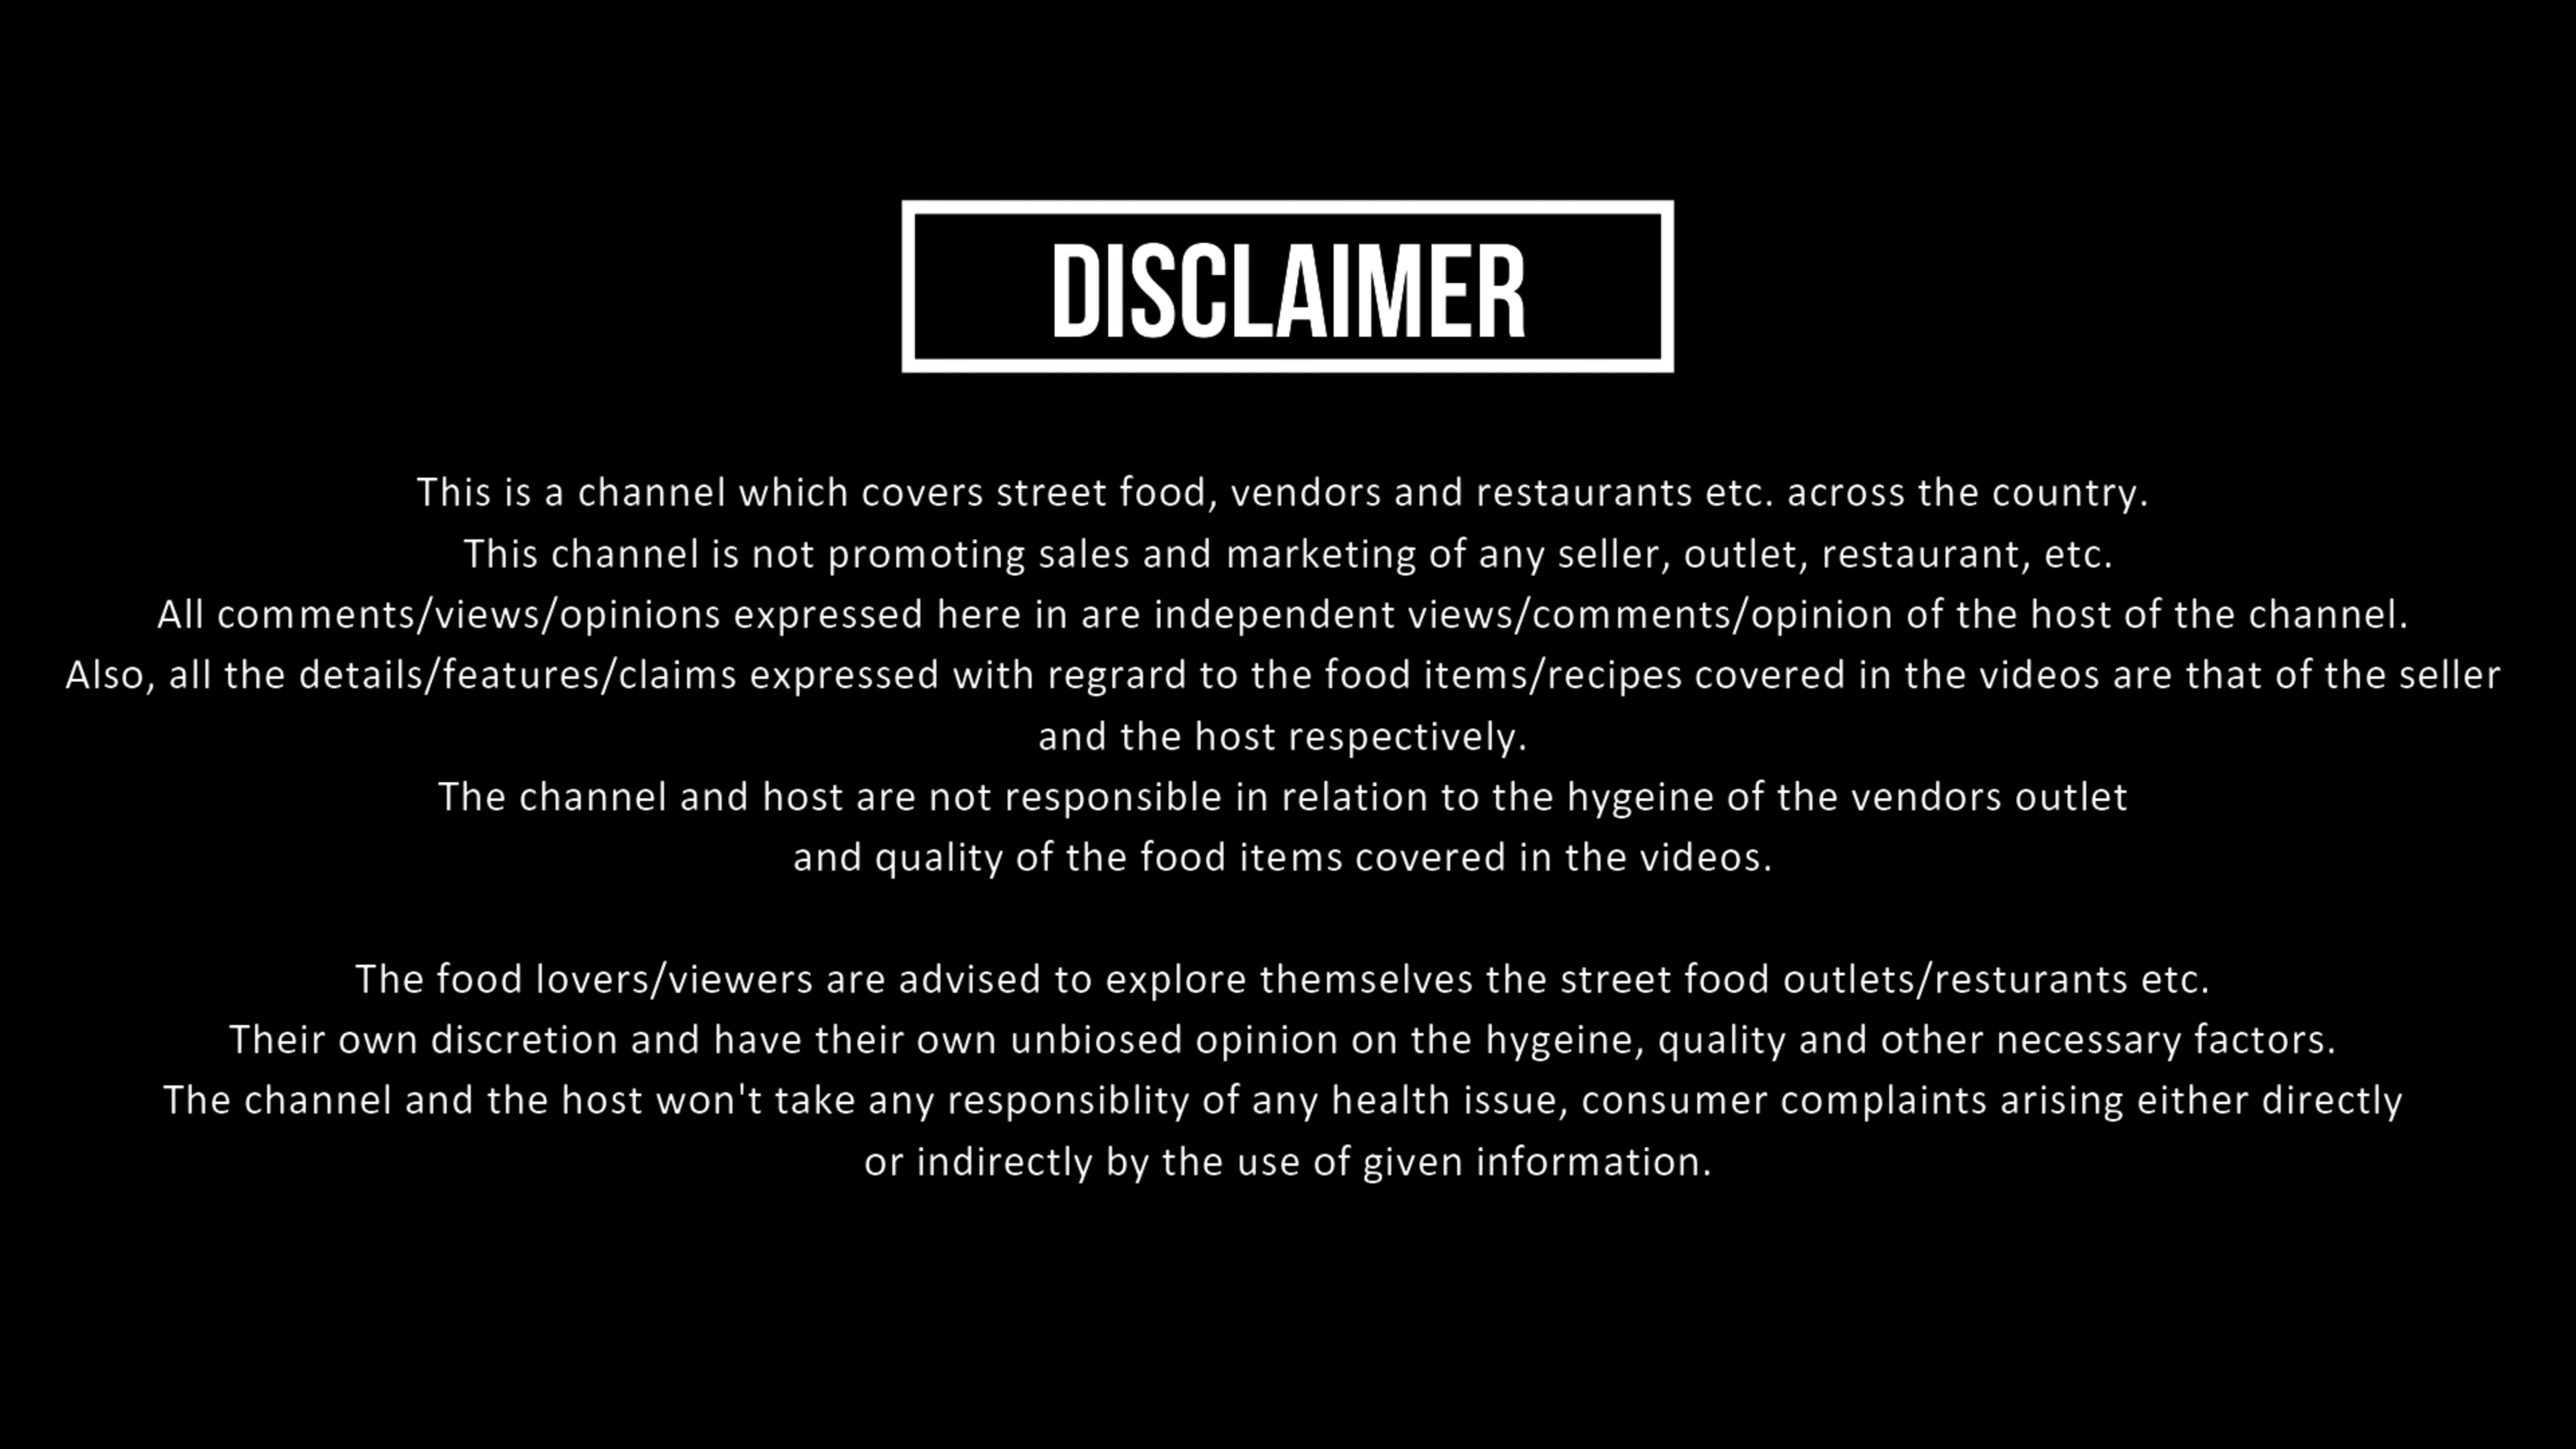 DISCLAIMER
This is a channel which covers street food, vendors and restaurants etc. across the country.
This channel is not promoting sales and marketing of any seller, outlet, restaurant, etc.
All comments/views/opinions expressed here in are independent views/comments/opinion of the host of the channel.
Also, all the details/features/claims expressed with regrard to the food items/recipes covered in the videos are that of the seller
and the host respectively.
The channel and host are not responsible in relation to the hygeine of the vendors outlet
and quality of the food items covered in the videos.
The food lovers/viewers are advised to explore themselves the street food outlets/resturants etc.
Their own discretion and have their own unbiosed opinion on the hygeine, quality and other necessary factors.
The channel and the host won't take any responsiblity of any health issue, consumer complaints arising either directly
or indirectly by the use of given information.